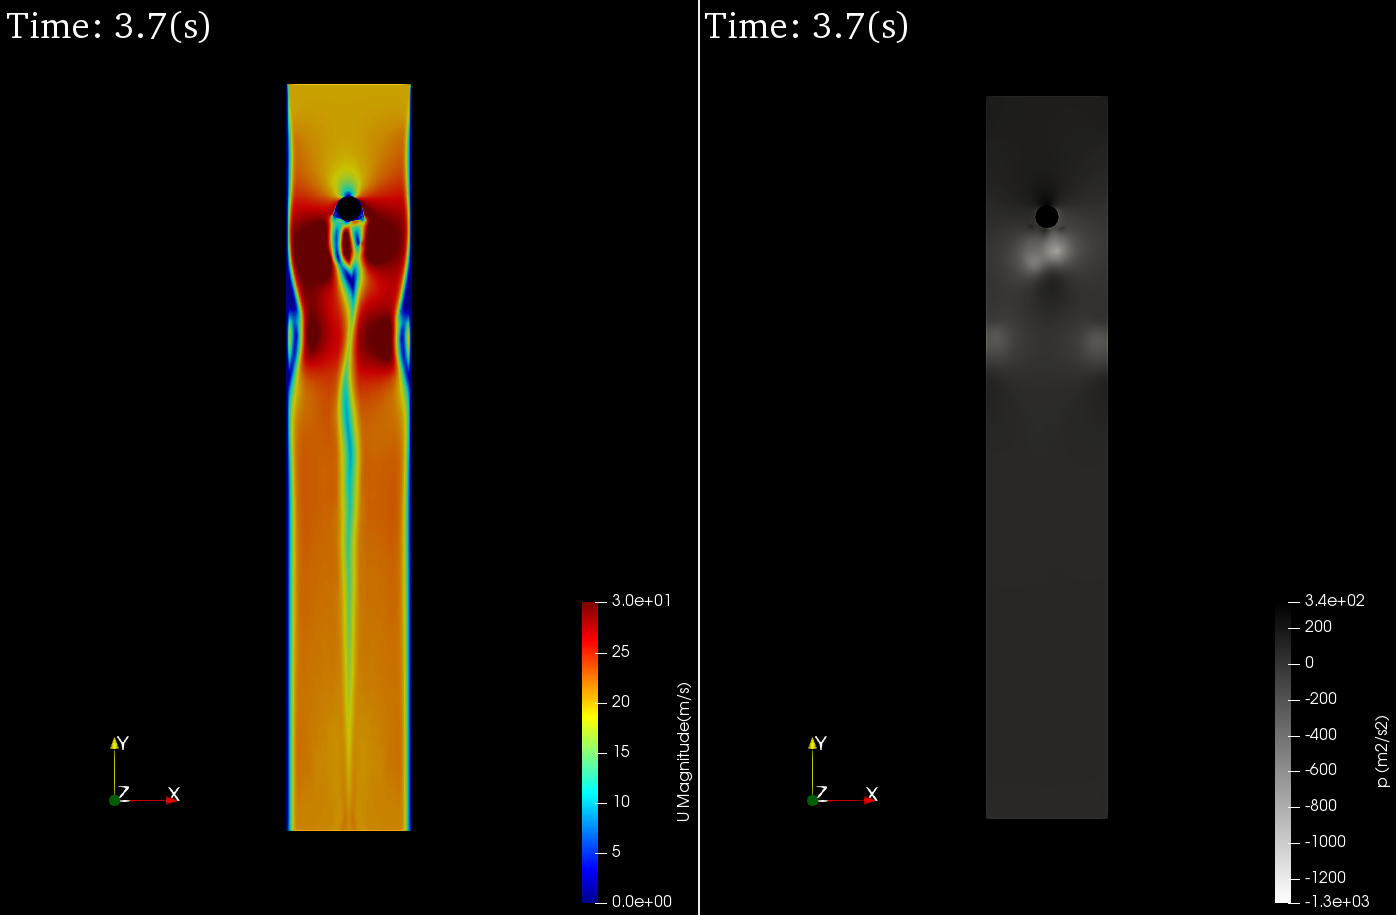 Time: 3.7(s)
3.0e+01
25
20
15
10
5
0.0e+00
U Magnitude(m/s)
Y
Z
X
Time: 3.7(s)
3.4e+02
200
0
-200
-400
-600
-800
-1000
-1200
-1.3e+03
p (m2/s2)
Y
Z
X